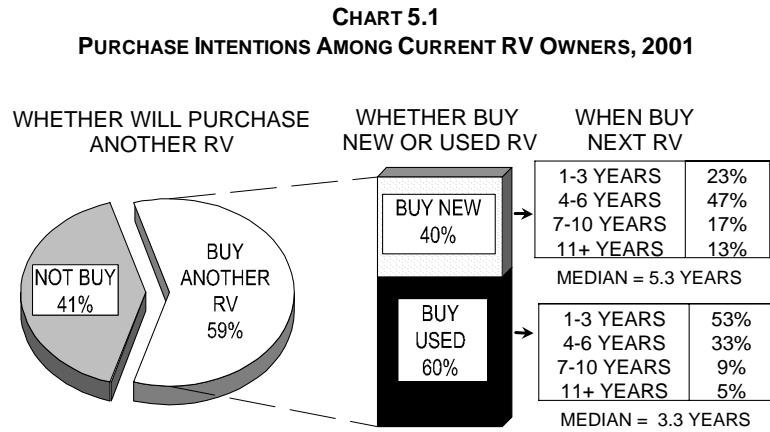 CHART 5.1
PURCHASE INTENTIONS AMONG CURRENT RV OWNERS, 2001
WHETHER WILL PURCHASE
ANOTHER RV
NOT BUY
41%
BUY
ANOTHER
RV
59%
WHETHER BUY
NEW OR USED RV
BUY NEW
40%
BUY
USED
60%
WHEN BUY
NEXT RV
1-3 YEARS 23%
4-6 YEARS 47%
7-10 YEARS 17%
11+ YEARS 13%
MEDIAN = 5.3 YEARS
1-3 YEARS 53%
4-6 YEARS 33%
7-10 YEARS 9%
11+ YEARS 5%
MEDIAN = 3.3 YEARS